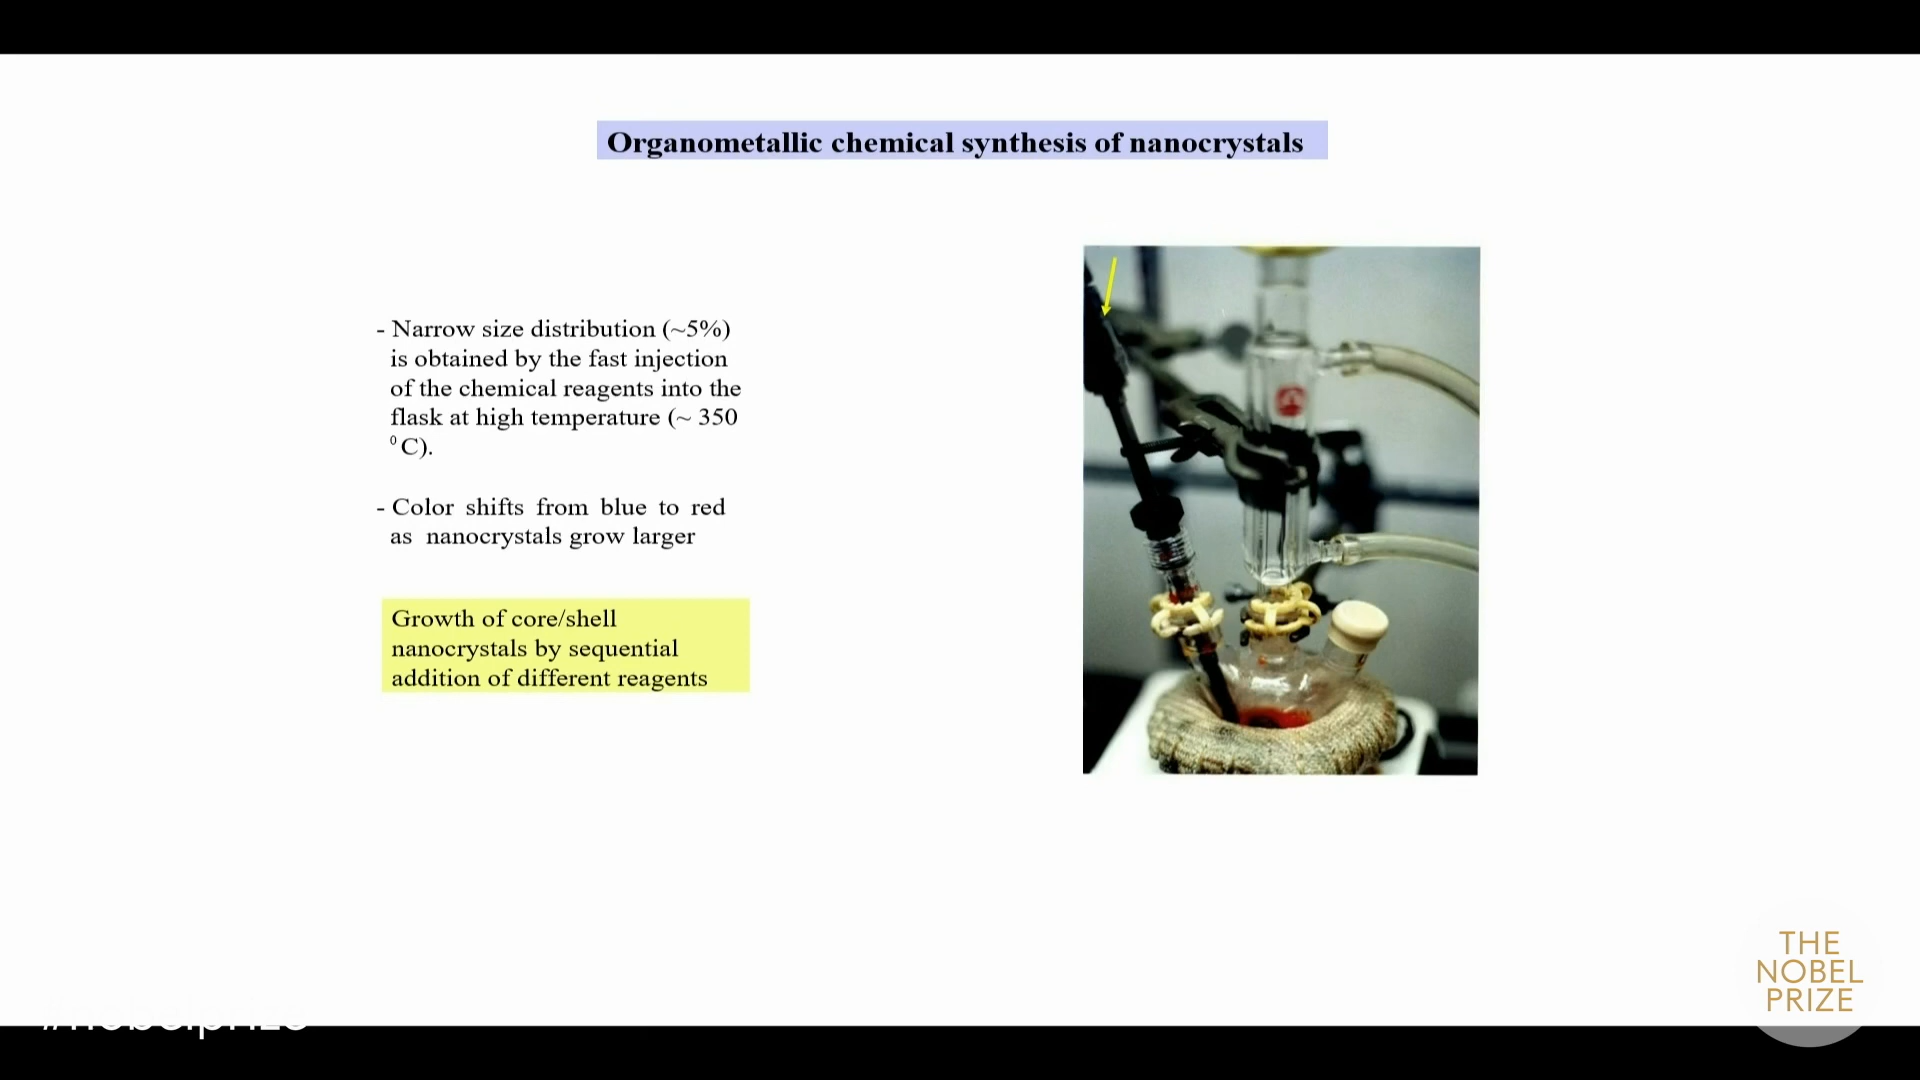 Organometallic chemical synthesis of nanocrystals
- Narrow size distribution (~5%)
is obtained by the fast injection
of the chemical reagents into the
flask at high temperature (~ 350
⁰C).
- Color shifts from blue to red
as nanocrystals grow larger
Growth of core/shell
nanocrystals by sequential
addition of different reagents
THE
NOBEL
PRIZE
#nobelprize